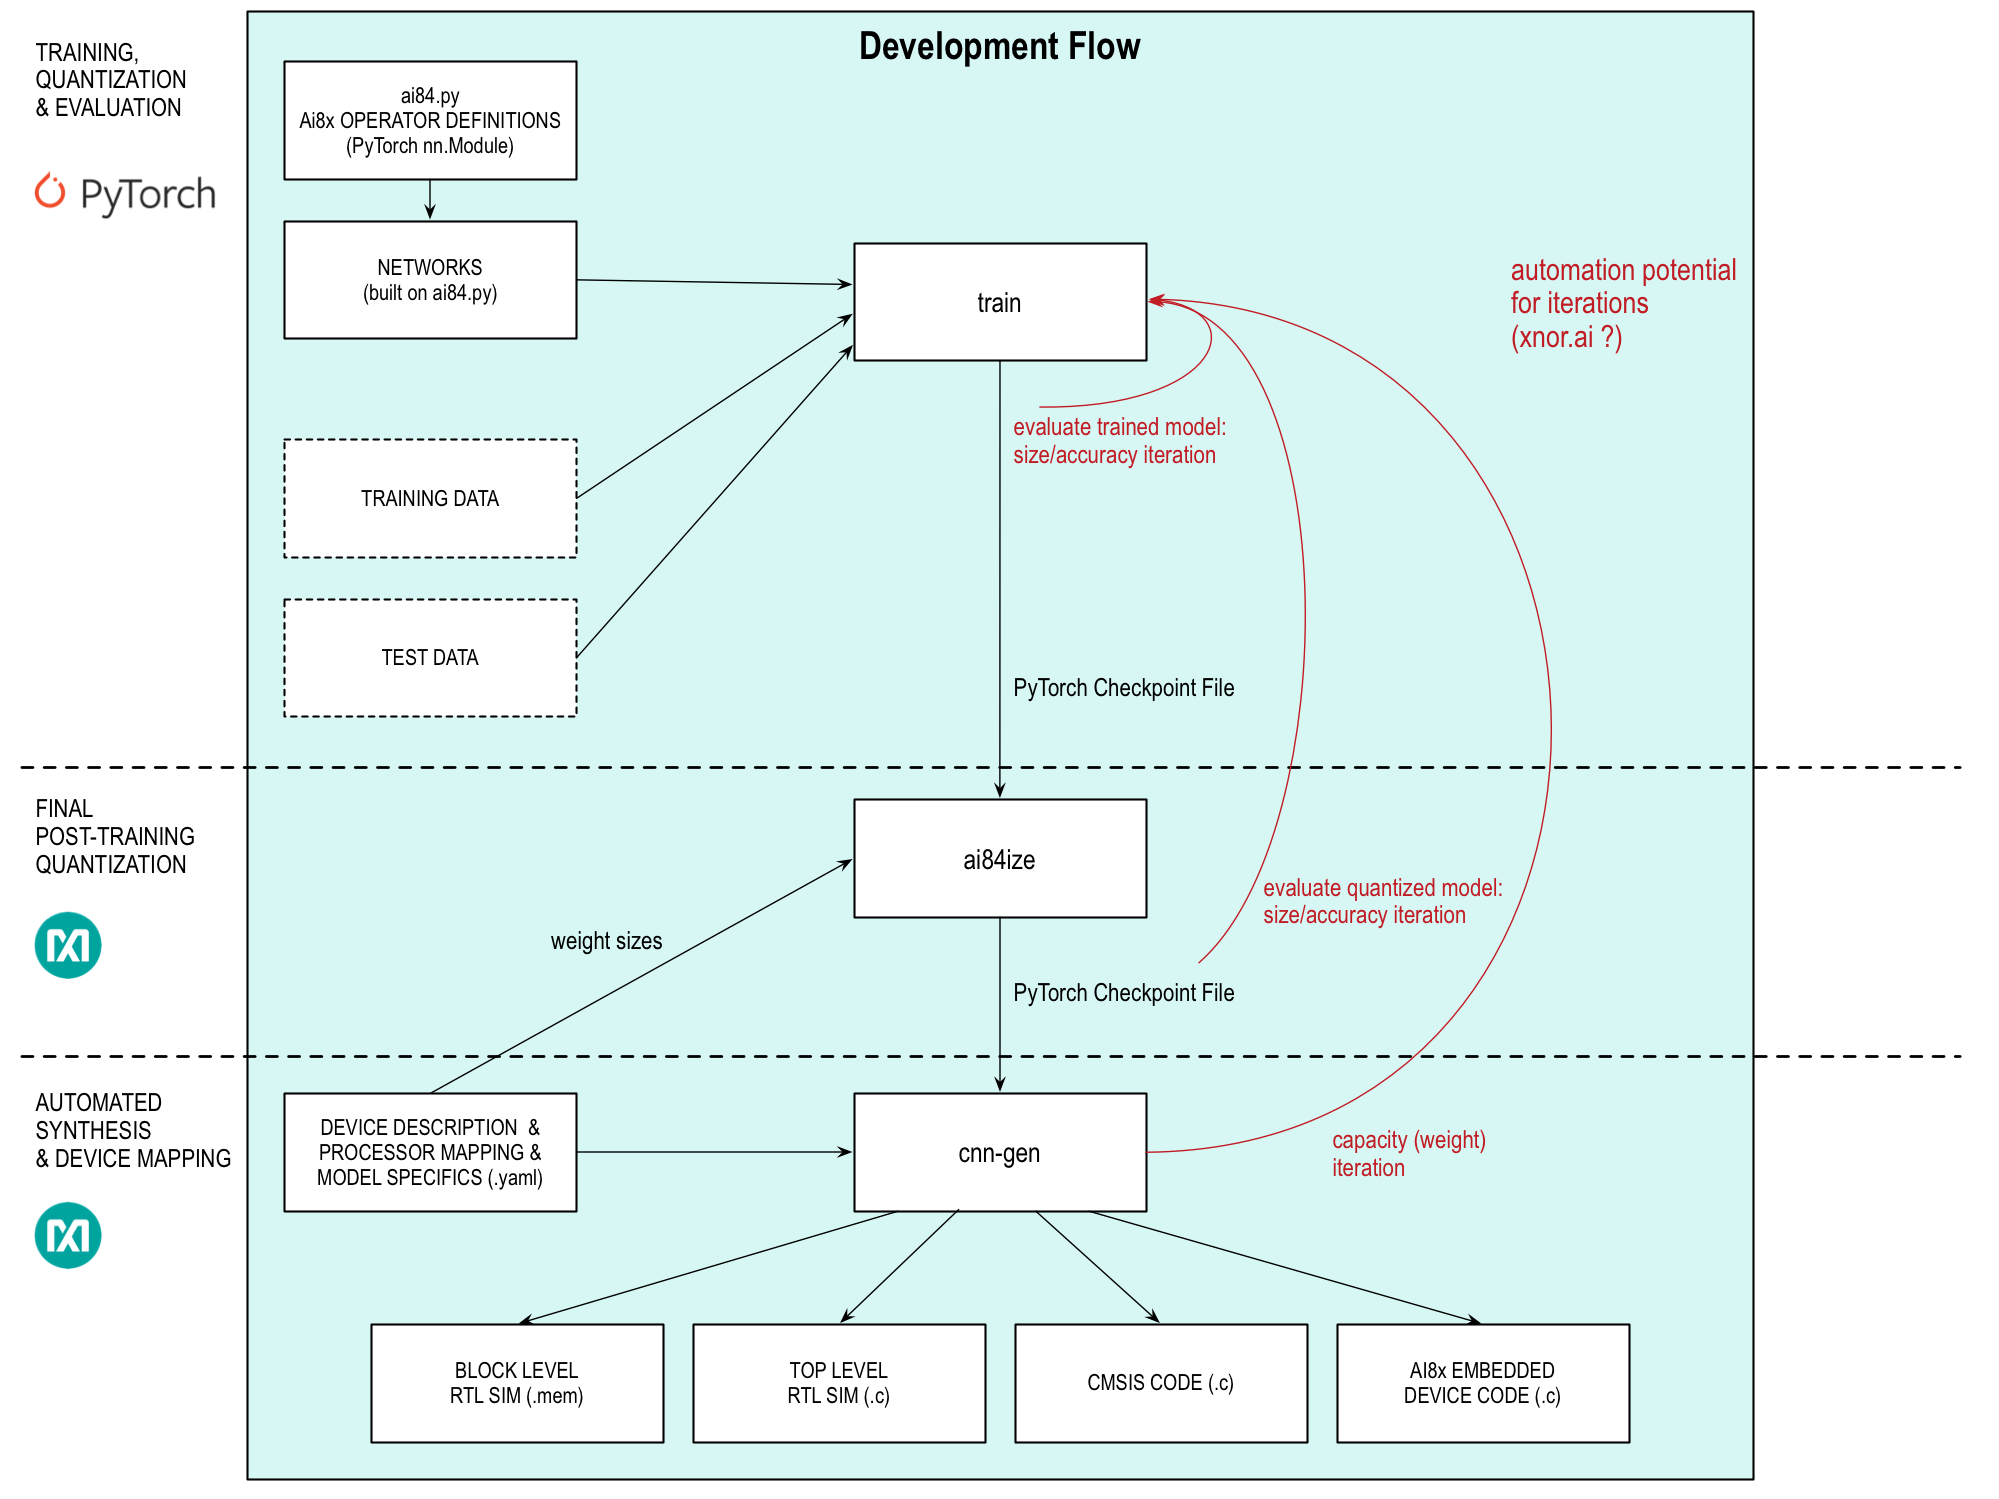 Development Flow
TRAINING,
QUANTIZATION
& EVALUATION
PyTorch
ai84.py
Ai8x OPERATOR DEFINITIONS
(PyTorch nn.Module)
NETWORKS
(built on ai84.py)
train
automation potential
for iterations
(xnor.ai ?)
evaluate trained model:
size/accuracy iteration
TRAINING DATA
TEST DATA
PyTorch Checkpoint File
FINAL
POST-TRAINING
QUANTIZATION
ai84ize
evaluate quantized model:
size/accuracy iteration
weight sizes
PyTorch Checkpoint File
AUTOMATED
SYNTHESIS
& DEVICE MAPPING
DEVICE DESCRIPTION &
PROCESSOR MAPPING &
MODEL SPECIFICS (.yaml)
cnn-gen
capacity (weight)
iteration
BLOCK LEVEL
RTL SIM (.mem)
TOP LEVEL
RTL SIM (.c)
CMSIS CODE (.c)
AI8x EMBEDDED
DEVICE CODE (.c)